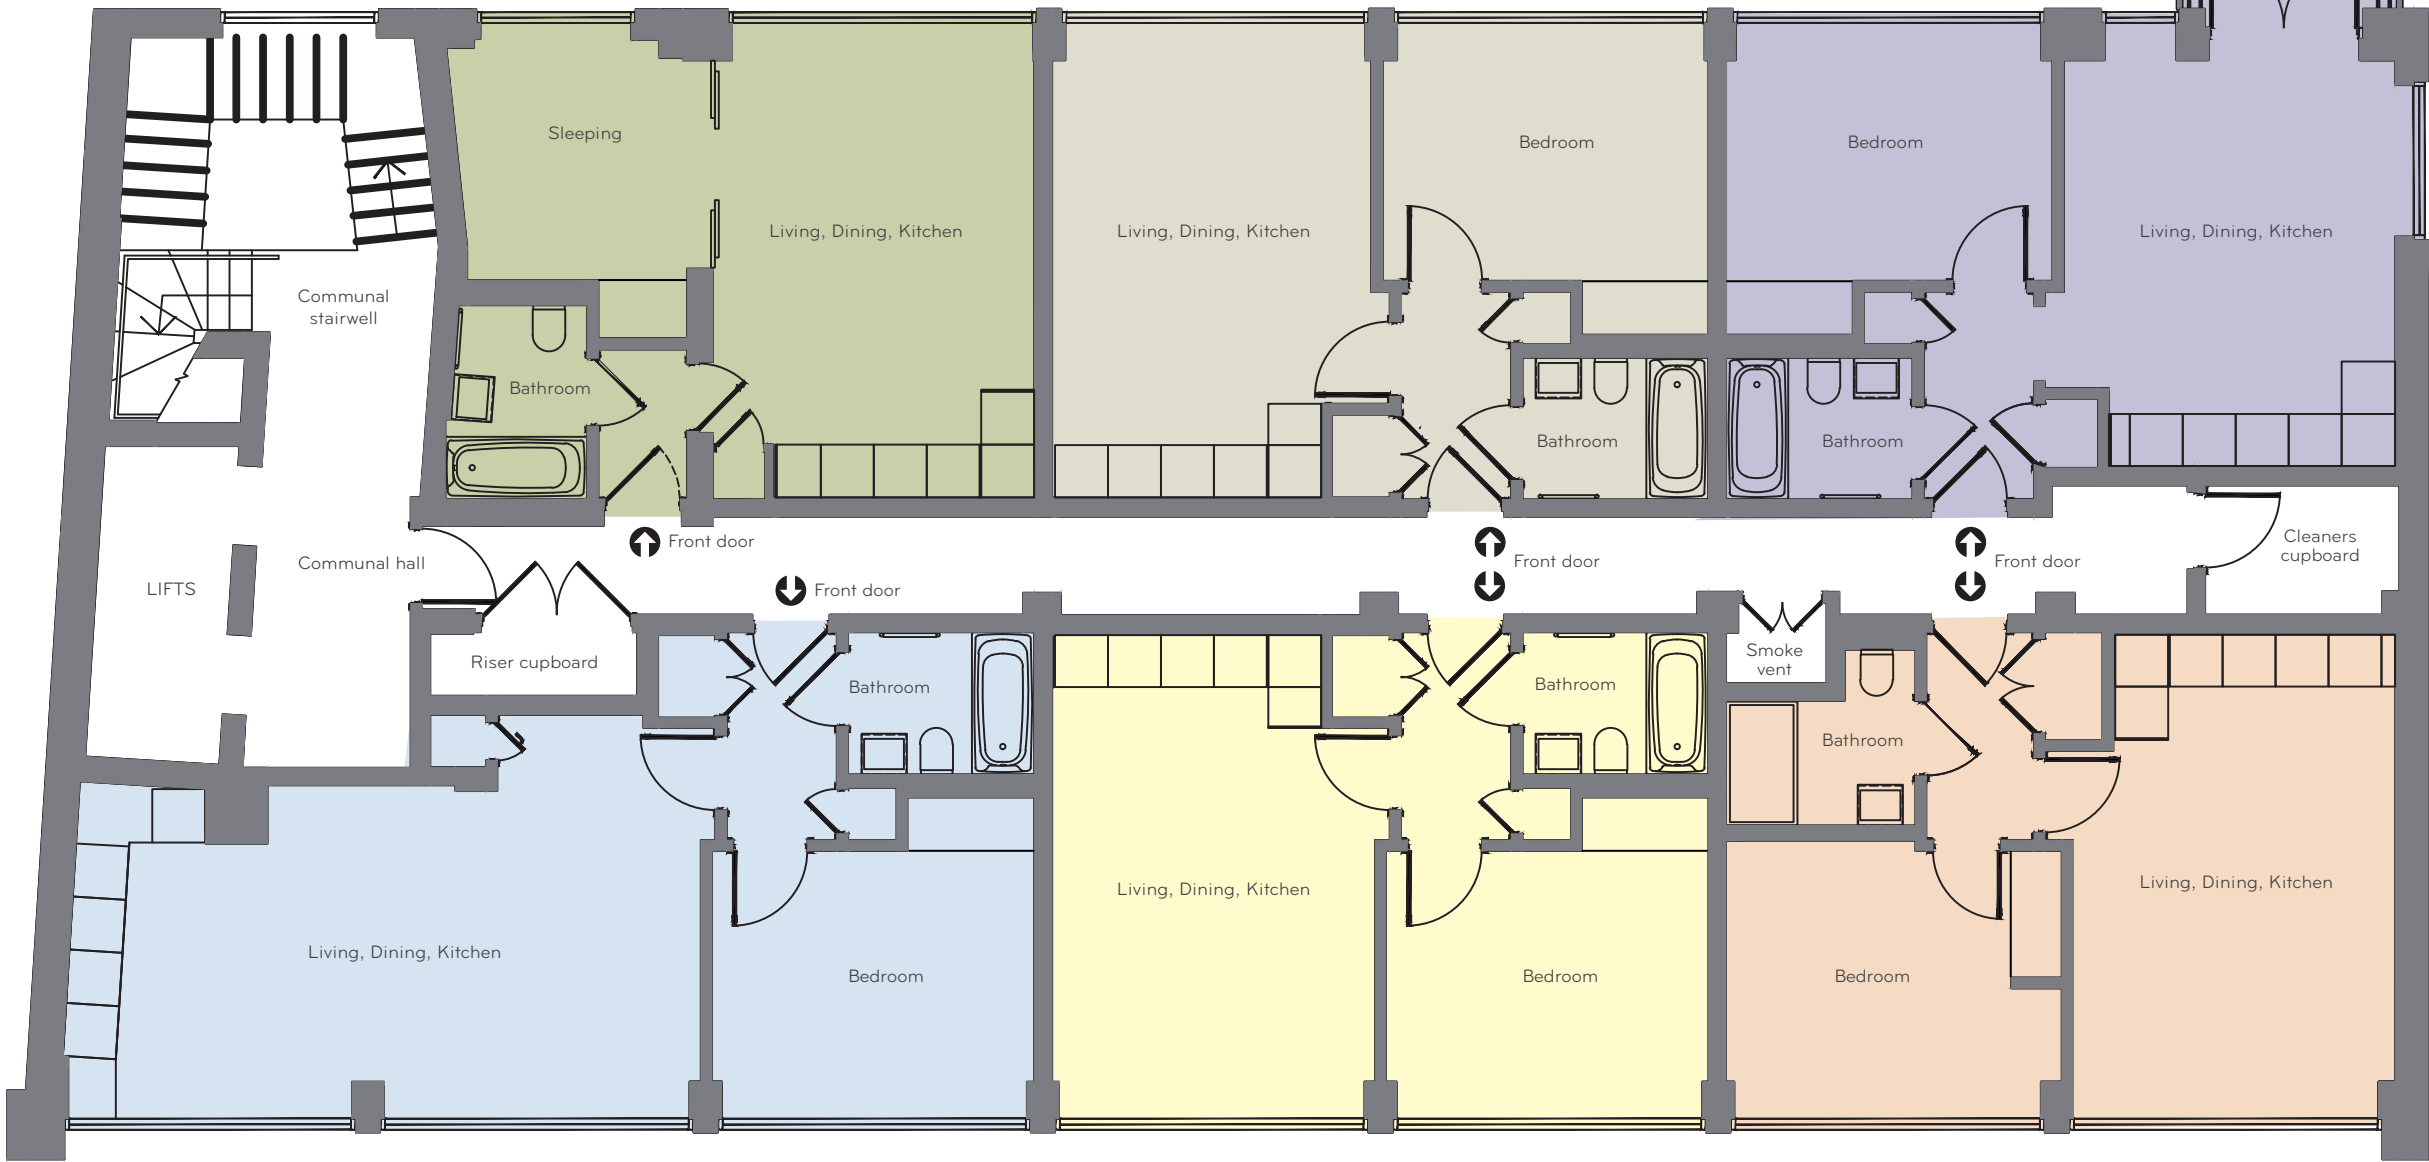 Sleeping
Bedroom
Bedroom
Living, Dining, Kitchen
Living, Dining, Kitchen
Living, Dining, Kitchen
Communal
stairwell
Bathroom
Bathroom
Bathroom
Front door
Communal hall
Front door
Front door
Cleaners
cupboard
LIFTS
Front door
Riser cupboard
Bathroom
Bathroom
Smoke
vent
Bathroom
Living, Dining, Kitchen
Living, Dining, Kitchen
Living, Dining, Kitchen
Bedroom
Bedroom
Bedroom